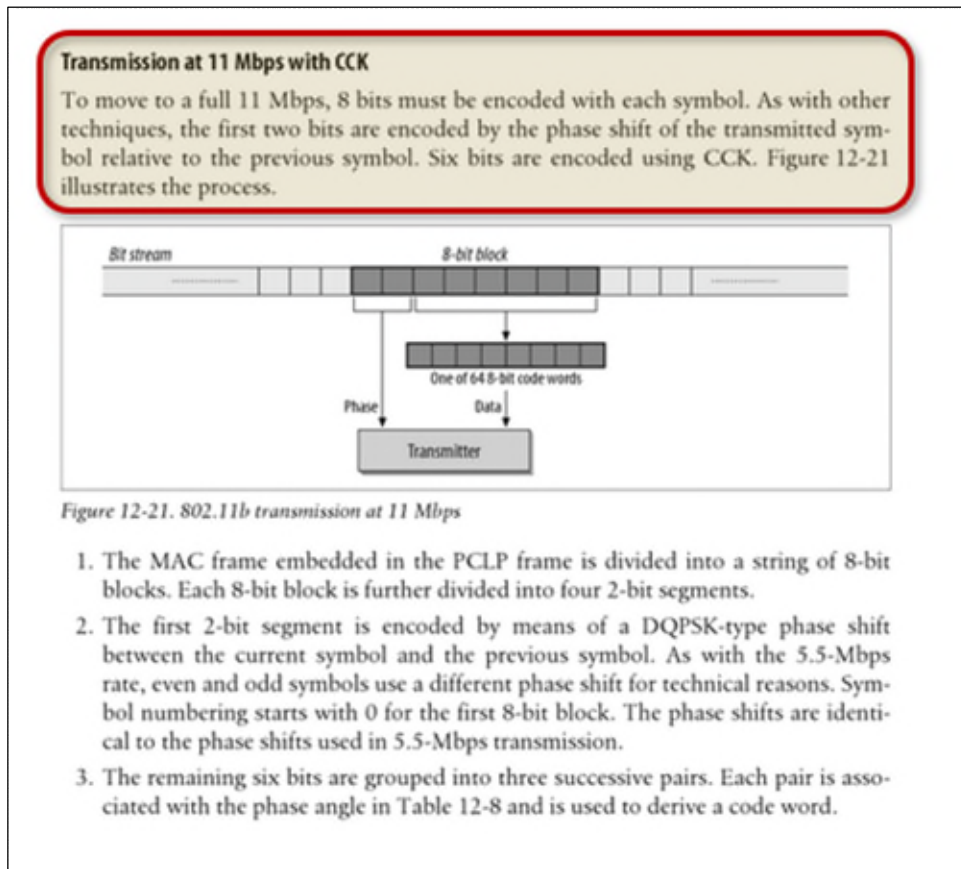 Transmission at 11 Mbps with CCK
To move to a full 11 Mbps, 8 bits must be encoded with each symbol. As with other
techniques, the first two bits are encoded by the phase shift of the transmitted sym-
bol relative to the previous symbol. Six bits are encoded using CCK. Figure 12-21
illustrates the process.
Bit stream
8-bit block
One of 64 8-bit code words
Phase
Data
Transmitter
Figure 12-21. 802.11b transmission at 11 Mbps
1. The MAC frame embedded in the PCLP frame is divided into a string of 8-bit
blocks. Each 8-bit block is further divided into four 2-bit segments.
2. The first 2-bit segment is encoded by means of a DQPSK-type phase shift
between the current symbol and the previous symbol. As with the 5.5-Mbps
rate, even and odd symbols use a different phase shift for technical reasons. Sym-
bol numbering starts with 0 for the first 8-bit block. The phase shifts are identi-
cal to the phase shifts used in 5.5-Mbps transmission.
3. The remaining six bits are grouped into three successive pairs. Each pair is asso-
ciated with the phase angle in Table 12-8 and is used to derive a code word.